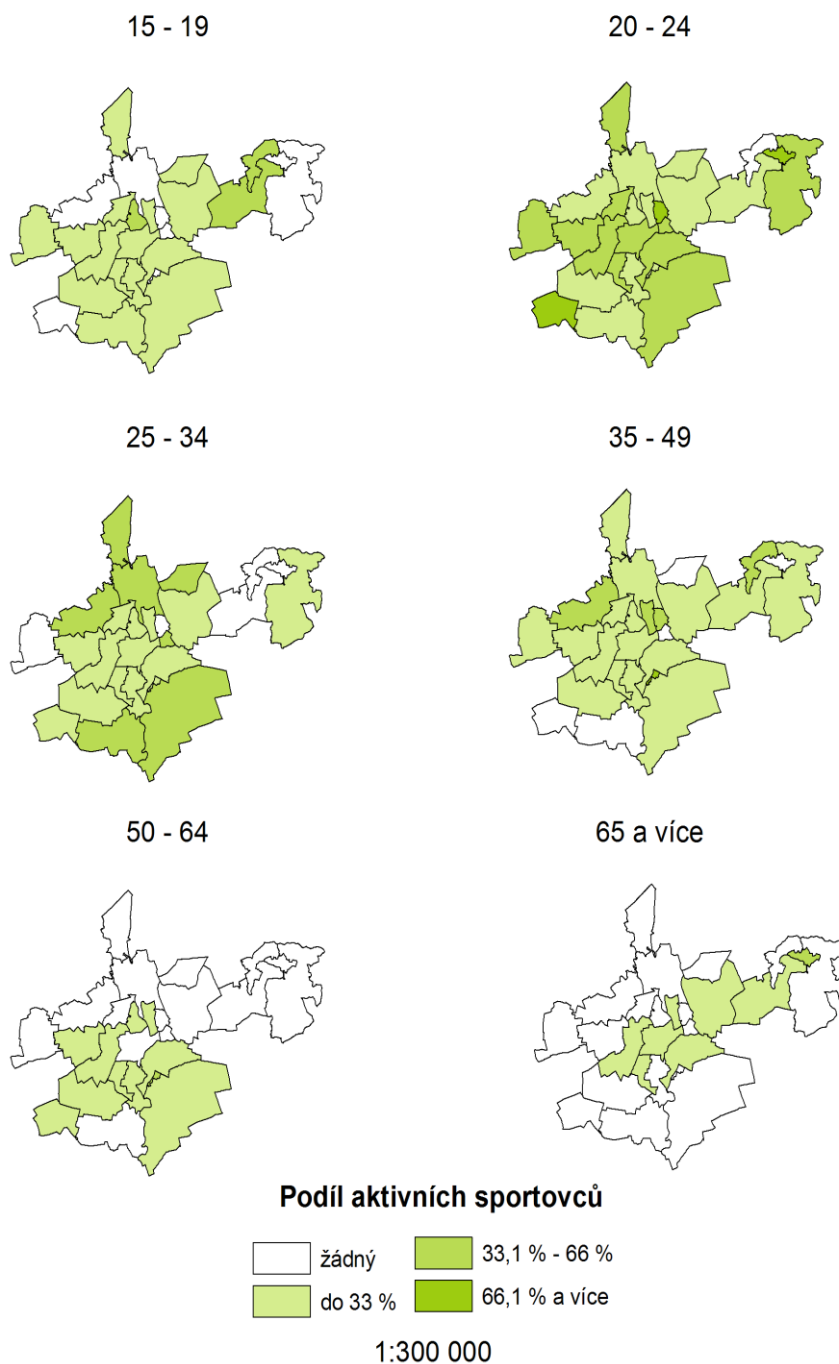 15 - 19
20 - 24
25 - 34
35 - 49
50 - 64
65 a více
Podíl aktivních sportovců
žádný
33,1 % - 66 %
do 33 %
66,1 % a více
1:300 000